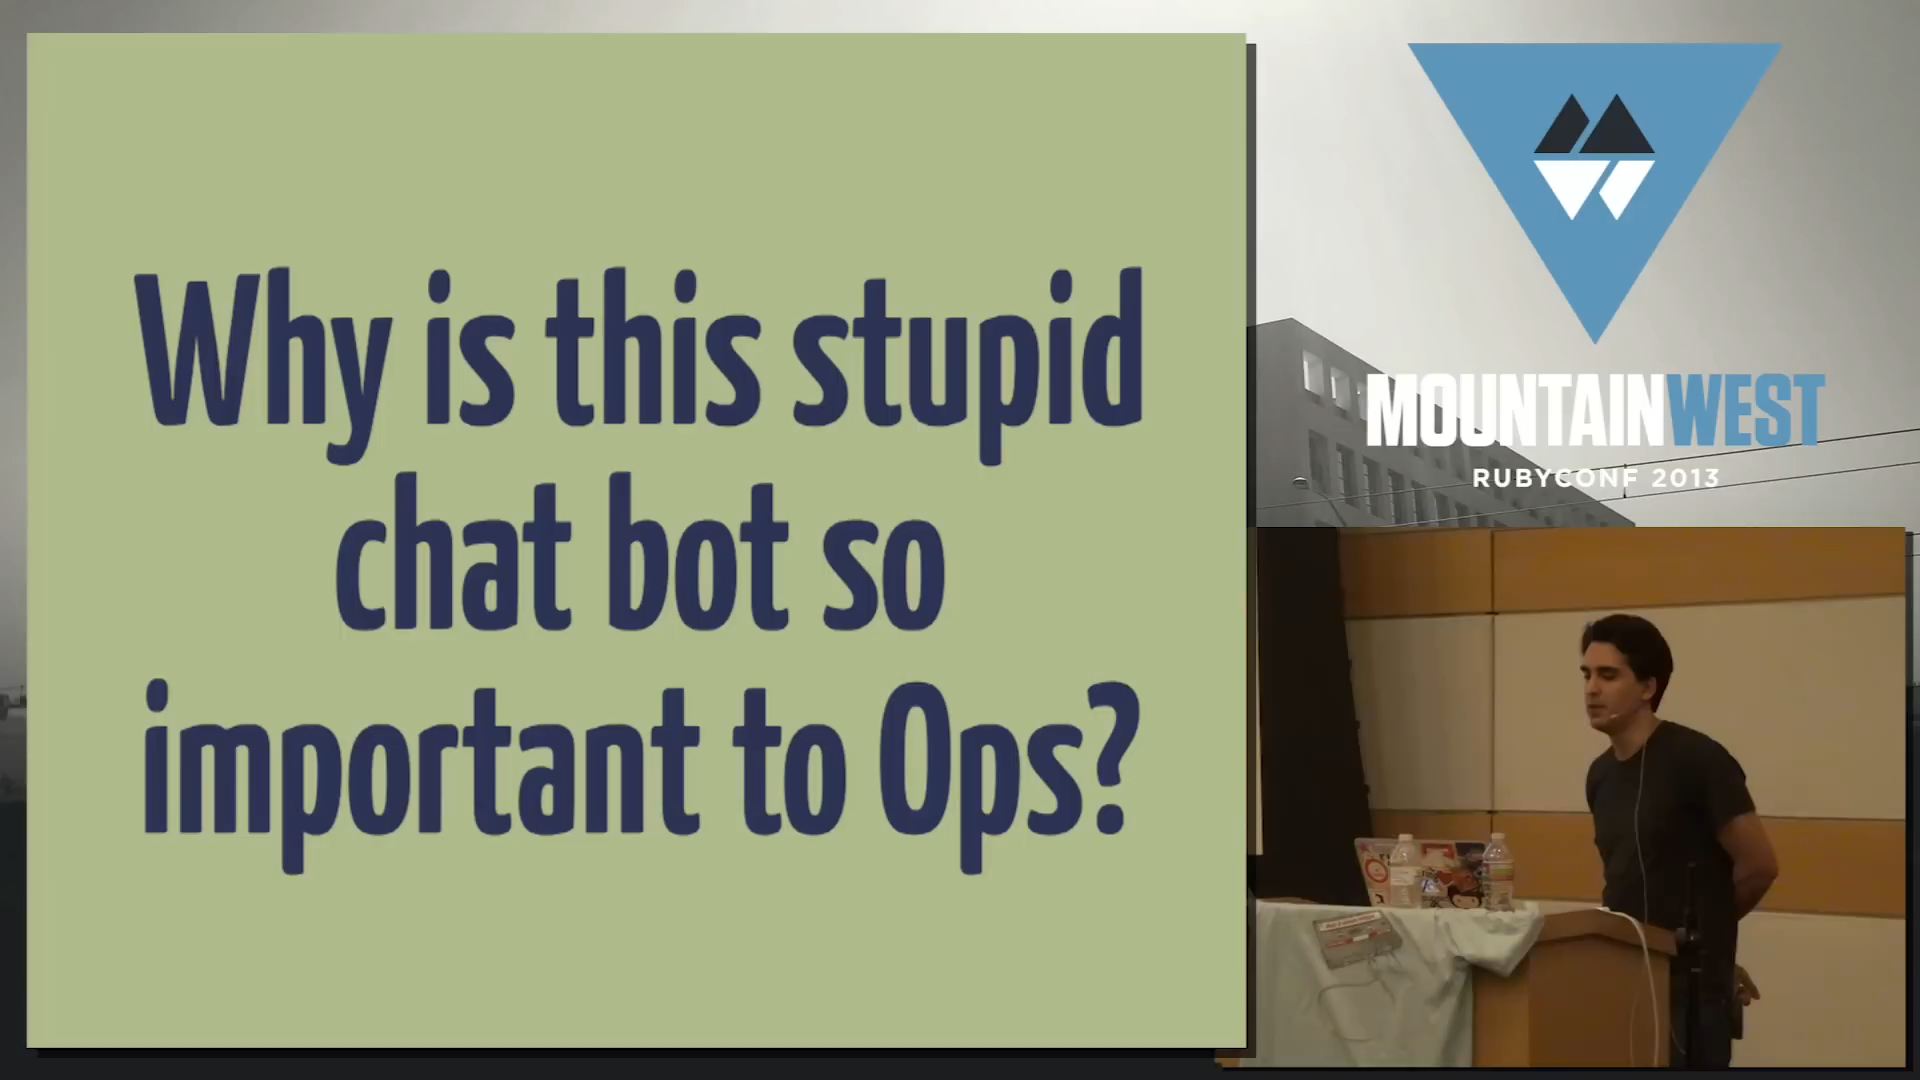 Why is this stupid
chat bot so
important to Ops?
MOUNTAINWEST
RUBYCONF 2013